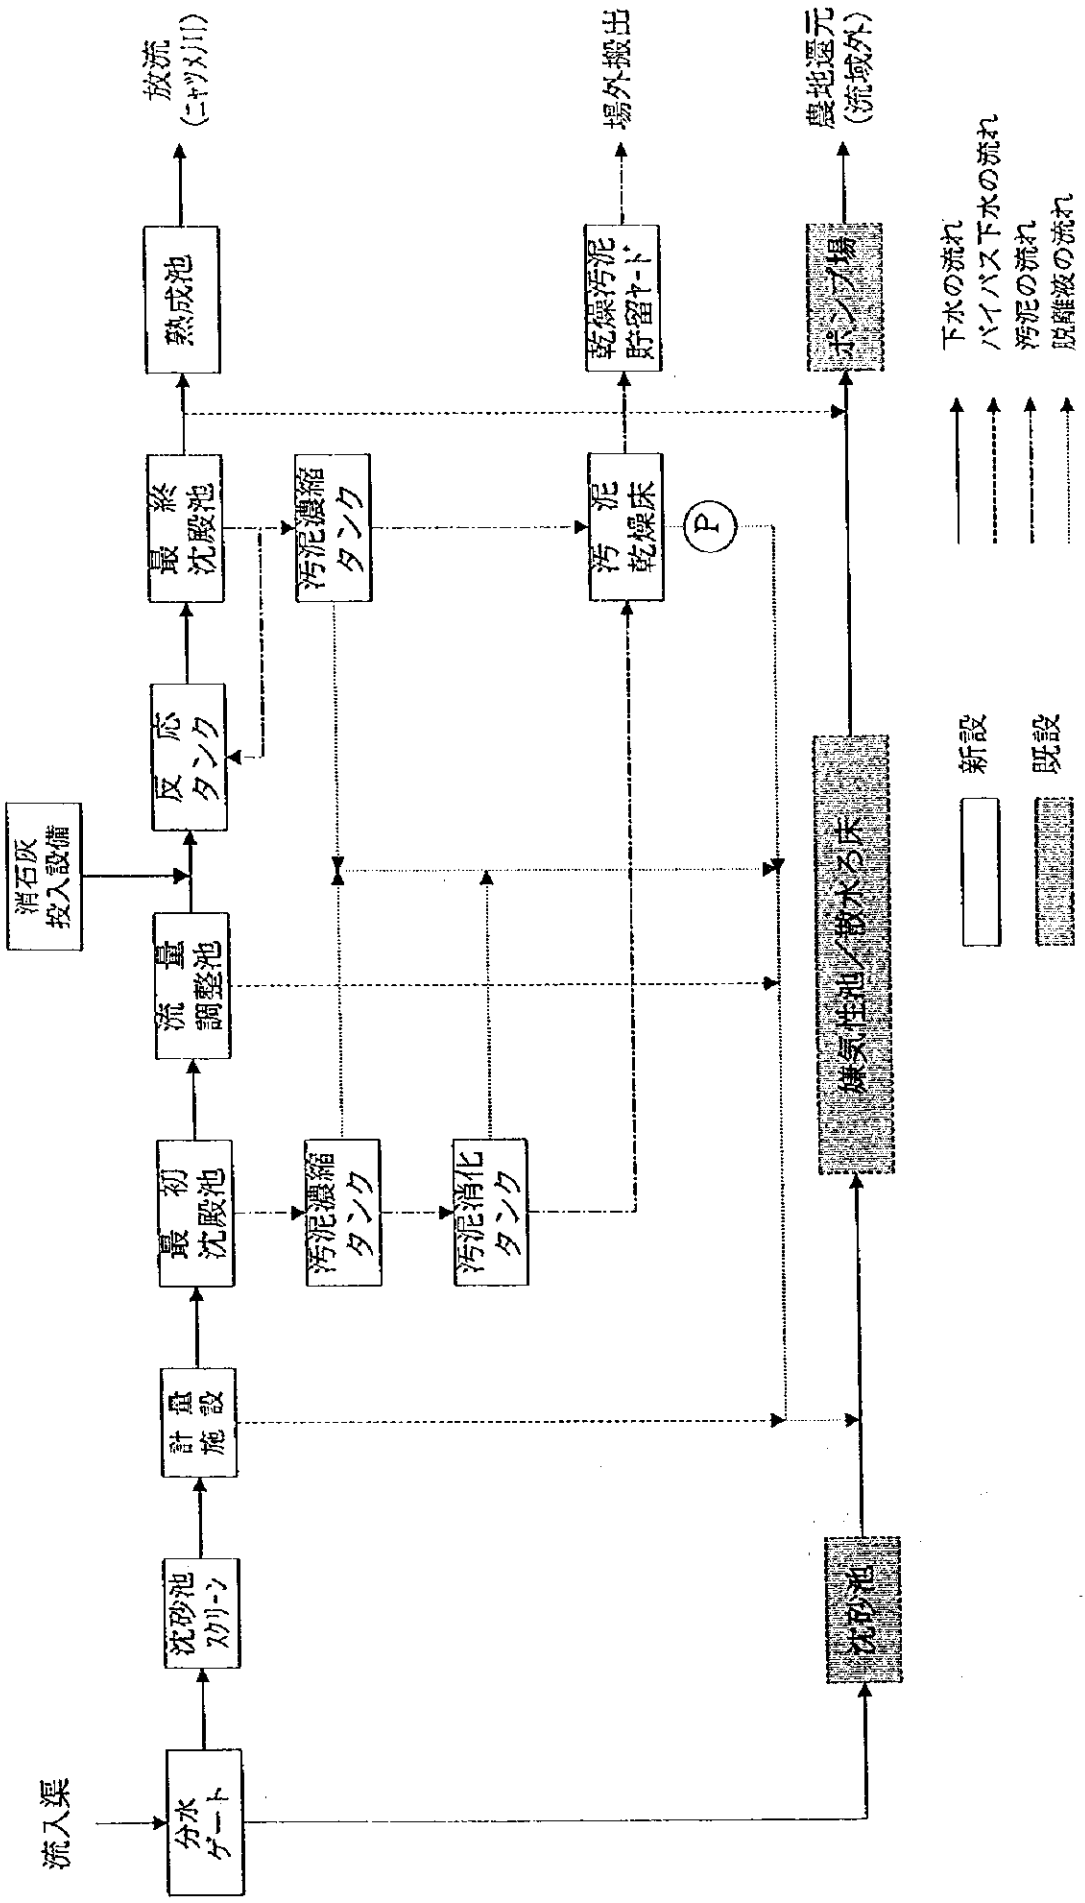 流入渠
分水
ゲート
沈砂池
スクリーン
計 量
施 設
最 初
沈殿池
流 量
調整池
消石灰
投入設備
反 応
タンク
最 終
沈殿池
熟成池
放流
(ニャツメ川)
汚泥濃縮
タンク
汚泥消化
タンク
汚泥濃縮
タンク
汚 泥
乾燥床
P
乾燥汚泥
貯留ヤード
場外搬出
沈砂池
嫌気性池/散水ろ床
ポンプ場
農地還元
(流域外)
新設
既設
下水の流れ
バイパス下水の流れ
汚泥の流れ
脱離液の流れ